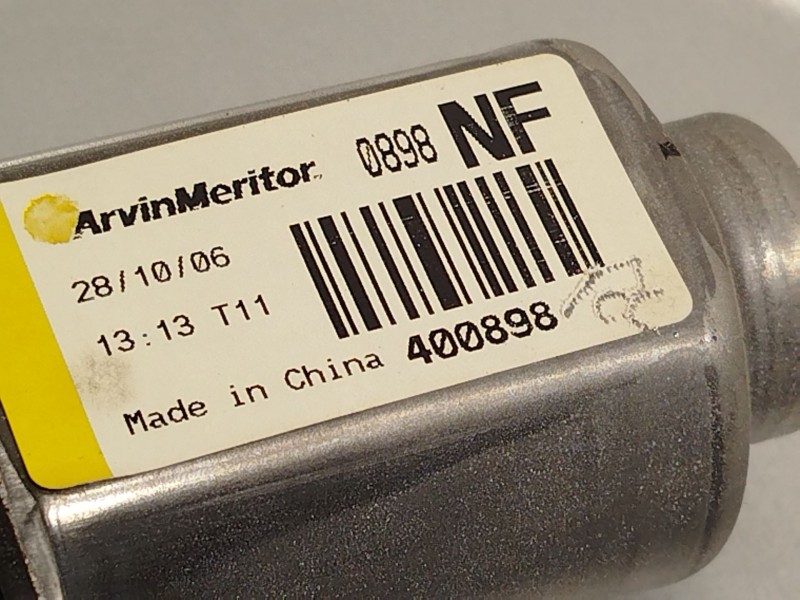 ArvinMeritor 0898 NF
28/10/06
13:13 T11
Made in China 400898